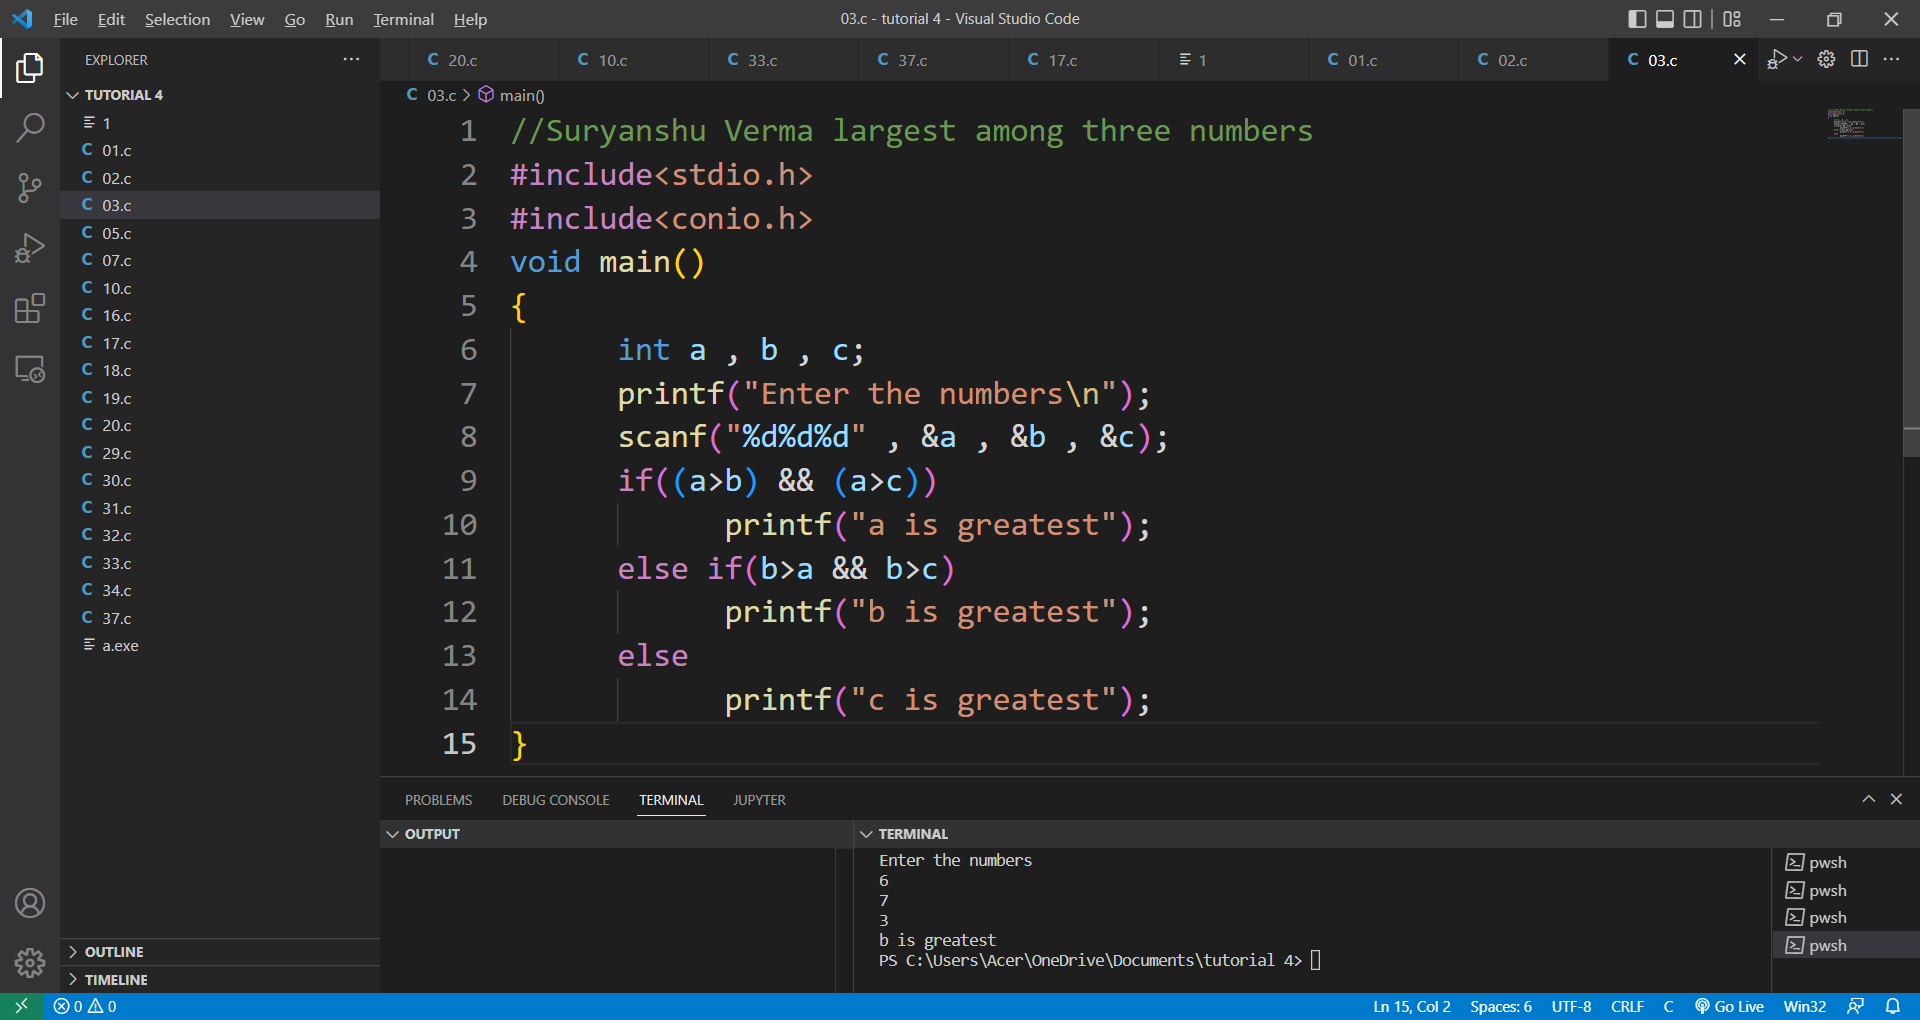 File Edit Selection View Go Run Terminal Help 03.c - tutorial 4 - Visual Studio Code
EXPLORER
C 20.c C 10.c C 33.c C 37.c C 17.c 1 C 01.c C 02.c C 03.c
TUTORIAL 4
1
C 01.c
C 02.c
C 03.c
C 05.c
C 07.c
C 10.c
C 16.c
C 17.c
C 18.c
C 19.c
C 20.c
C 29.c
C 30.c
C 31.c
C 32.c
C 33.c
C 34.c
C 37.c
a.exe
OUTLINE
TIMELINE
C 03.c > main()
1 //Suryanshu Verma largest among three numbers
2 #include<stdio.h>
3 #include<conio.h>
4 void main()
5 {
6 int a , b , c;
7 printf("Enter the numbers\n");
8 scanf("%d%d%d" , &a , &b , &c);
9 if((a>b) && (a>c))
10 printf("a is greatest");
11 else if(b>a && b>c)
12 printf("b is greatest");
13 else
14 printf("c is greatest");
15 }
PROBLEMS DEBUG CONSOLE TERMINAL JUPYTER
OUTPUT
TERMINAL
Enter the numbers
6
7
3
b is greatest
PS C:\Users\Acer\OneDrive\Documents\tutorial 4>
pwsh
pwsh
pwsh
pwsh
0 0 Ln 15, Col 2 Spaces: 6 UTF-8 CRLF C Go Live Win32